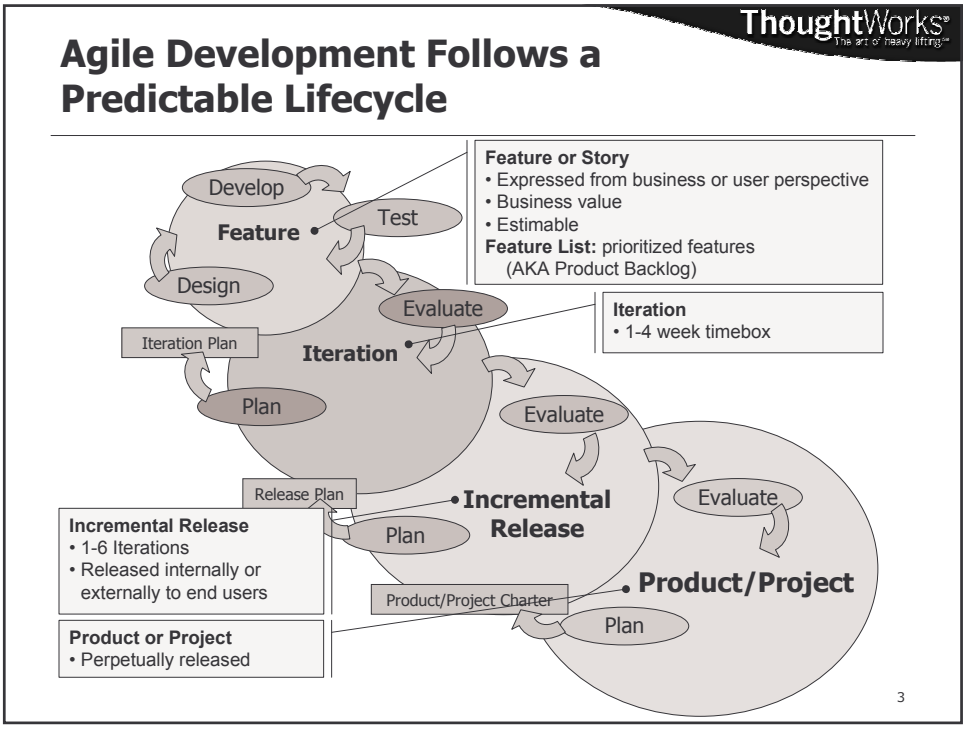 ThoughtWorks®
The art of heavy lifting.℠
Agile Development Follows a
Predictable Lifecycle
Develop
Test
Feature
Design
Feature or Story
• Expressed from business or user perspective
• Business value
• Estimable
Feature List: prioritized features
(AKA Product Backlog)
Evaluate
Iteration
• 1-4 week timebox
Iteration Plan
Iteration
Plan
Evaluate
Release Plan
Incremental
Release
Plan
Evaluate
Incremental Release
• 1-6 Iterations
• Released internally or
externally to end users
Product/Project
Product/Project Charter
Plan
Product or Project
• Perpetually released
3